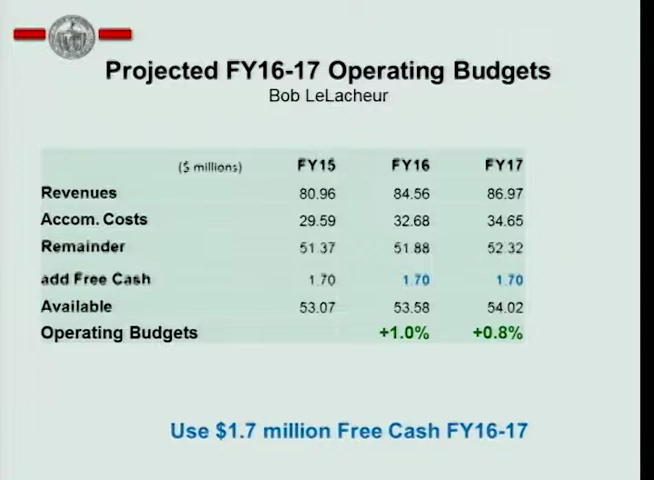 Projected FY16-17 Operating Budgets
Bob LeLacheur
($ millions) FY15 FY16 FY17
Revenues 80.96 84.56 86.97
Accom. Costs 29.59 32.68 34.65
Remainder 51.37 51.88 52.32
add Free Cash 1.70 1.70 1.70
Available 53.07 53.58 54.02
Operating Budgets +1.0% +0.8%
Use $1.7 million Free Cash FY16-17